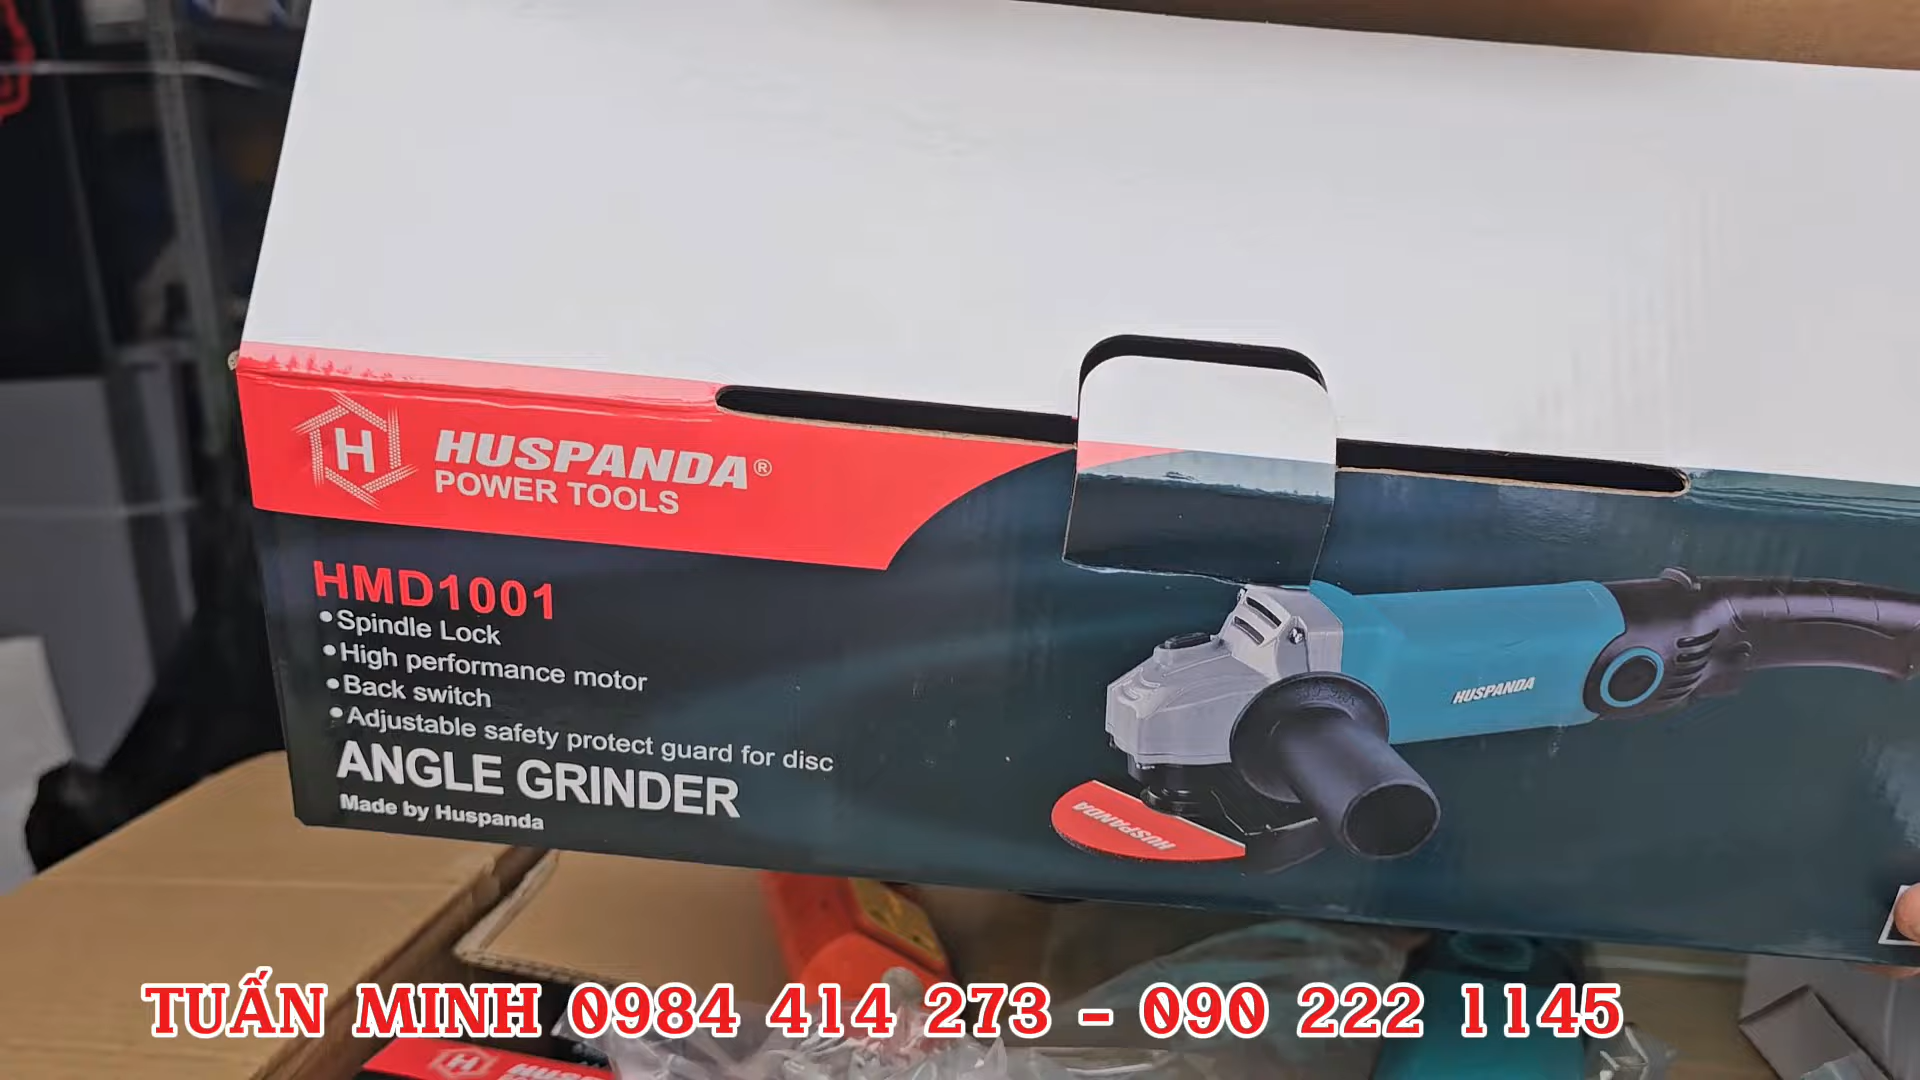 H
HUSPANDA®
POWER TOOLS
HMD1001
•Spindle Lock
•High performance motor
•Back switch
•Adjustable safety protect guard for disc
ANGLE GRINDER
Made by Huspanda
HUSPANDA
HUSPANDA
TUẤN MINH 0984 414 273 - 090 222 1145
H